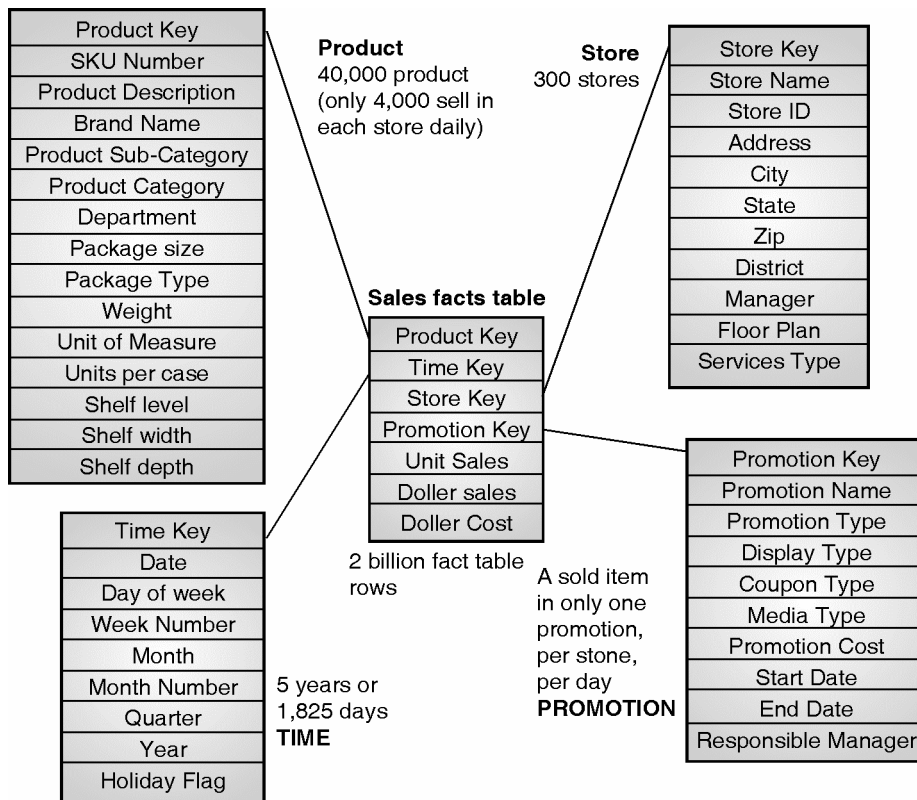 Product Key
SKU Number
Product Description
Brand Name
Product Sub-Category
Product Category
Department
Package size
Package Type
Weight
Unit of Measure
Units per case
Shelf level
Shelf width
Shelf depth
Product
40,000 product
(only 4,000 sell in
each store daily)
Store
300 stores
Store Key
Store Name
Store ID
Address
City
State
Zip
District
Manager
Floor Plan
Services Type
Sales facts table
Product Key
Time Key
Store Key
Promotion Key
Unit Sales
Doller sales
Doller Cost
2 billion fact table
rows
Time Key
Date
Day of week
Week Number
Month
Month Number
Quarter
Year
Holiday Flag
5 years or
1,825 days
TIME
A sold item
in only one
promotion,
per stone,
per day
PROMOTION
Promotion Key
Promotion Name
Promotion Type
Display Type
Coupon Type
Media Type
Promotion Cost
Start Date
End Date
Responsible Manager